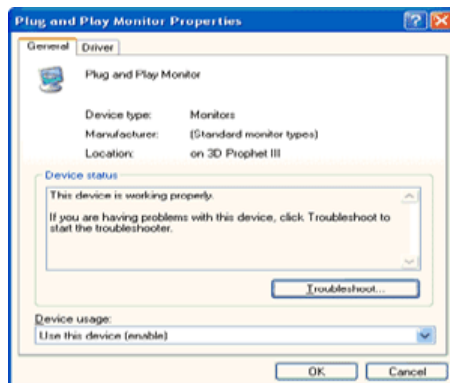 Plug and Play Monitor Properties
General Driver
Plug and Play Monitor
Device type: Monitors
Manufacturer: (Standard monitor types)
Location: on 3D Prophet III
Device status
This device is working properly.
If you are having problems with this device, click Troubleshoot to
start the troubleshooter.
Troubleshoot...
Device usage:
Use this device (enable)
OK Cancel